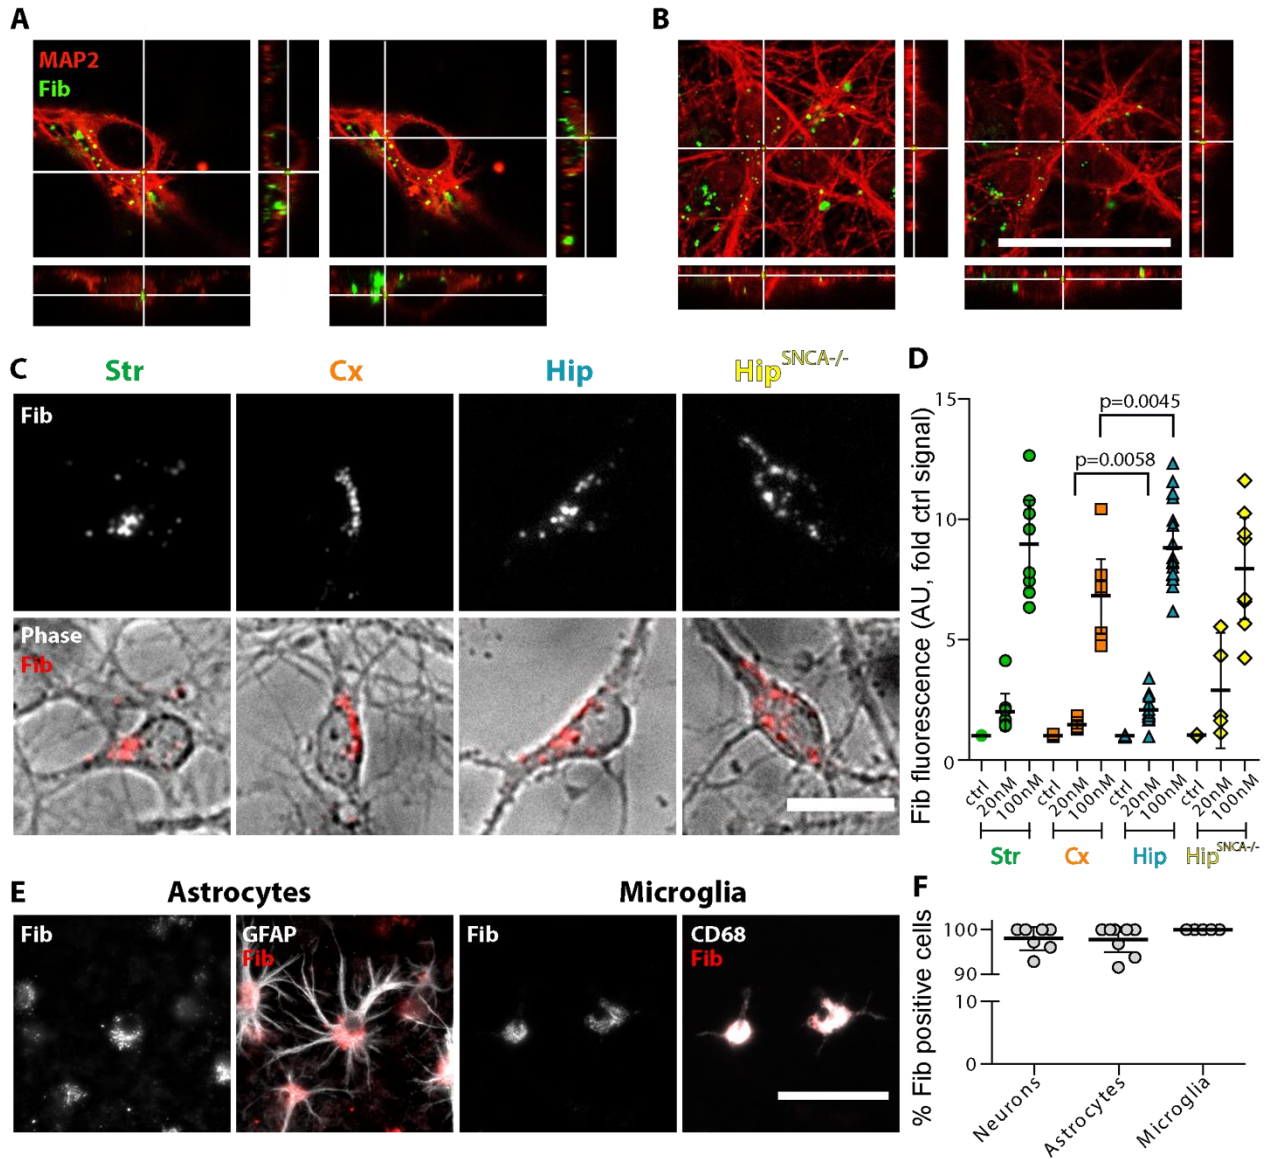 A
B
MAP2
Fib
C
Str
Cx
Hip
Hip SNCA-/-
D
Fib
Phase
Fib
Fib fluorescence (AU, fold ctrl signal)
15
10
5
0
p=0.0045
p=0.0058
ctrl
20nM
100nM
ctrl
20nM
100nM
ctrl
20nM
100nM
ctrl
20nM
100nM
Str
Cx
Hip
Hip SNCA-/-
E
Astrocytes
Microglia
F
Fib
GFAP
Fib
Fib
CD68
Fib
% Fib positive cells
100
90
10
0
Neurons
Astrocytes
Microglia